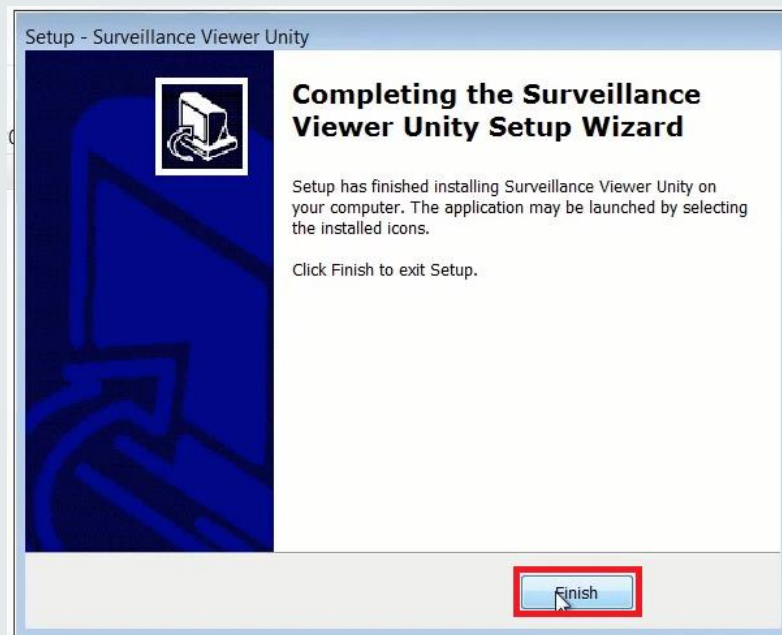 Setup - Surveillance Viewer Unity
Completing the Surveillance
Viewer Unity Setup Wizard
Setup has finished installing Surveillance Viewer Unity on
your computer. The application may be launched by selecting
the installed icons.
Click Finish to exit Setup.
Finish